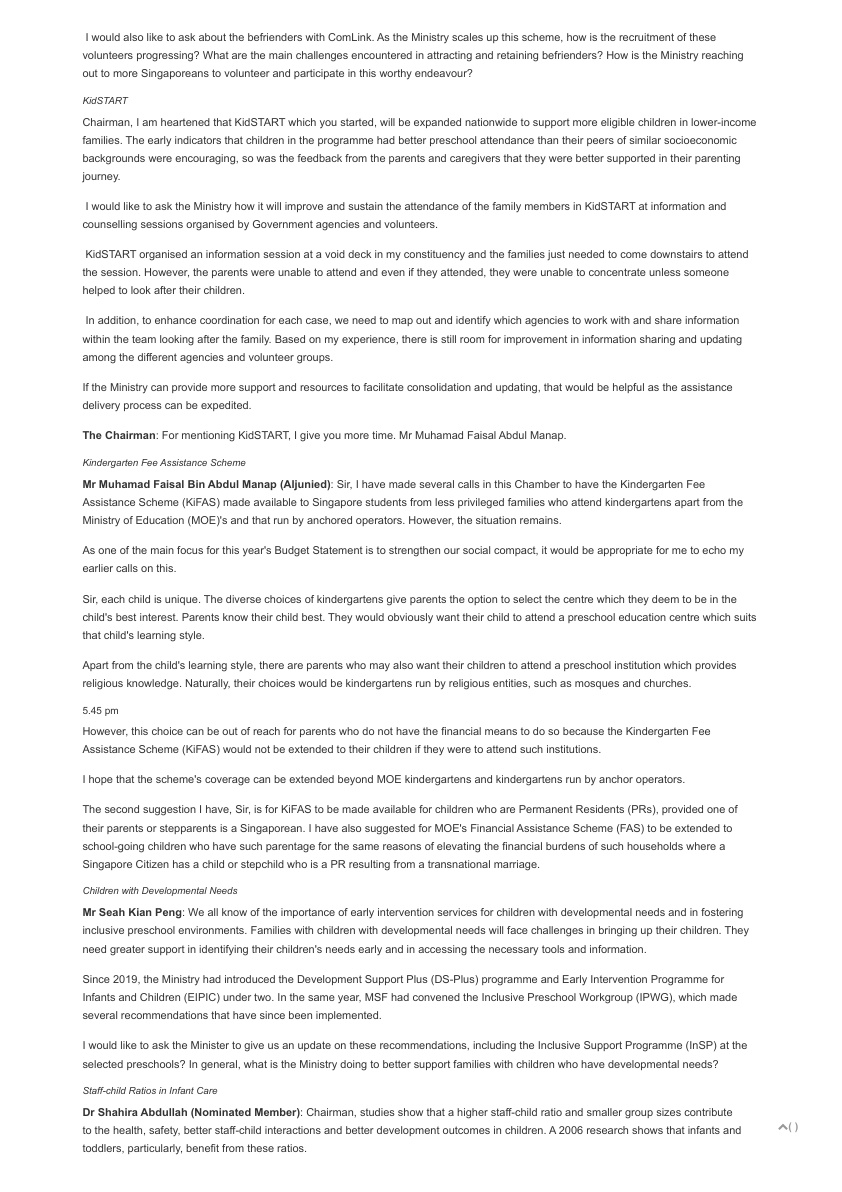 I would also like to ask about the befrienders with ComLink. As the Ministry scales up this scheme, how is the recruitment of these
volunteers progressing? What are the main challenges encountered in attracting and retaining befrienders? How is the Ministry reaching
out to more Singaporeans to volunteer and participate in this worthy endeavour?
KidSTART
Chairman, I am heartened that KidSTART which you started, will be expanded nationwide to support more eligible children in lower-income
families. The early indicators that children in the programme had better preschool attendance than their peers of similar socioeconomic
backgrounds were encouraging, so was the feedback from the parents and caregivers that they were better supported in their parenting
journey.
I would like to ask the Ministry how it will improve and sustain the attendance of the family members in KidSTART at information and
counselling sessions organised by Government agencies and volunteers.
KidSTART organised an information session at a void deck in my constituency and the families just needed to come downstairs to attend
the session. However, the parents were unable to attend and even if they attended, they were unable to concentrate unless someone
helped to look after their children.
In addition, to enhance coordination for each case, we need to map out and identify which agencies to work with and share information
within the team looking after the family. Based on my experience, there is still room for improvement in information sharing and updating
among the different agencies and volunteer groups.
If the Ministry can provide more support and resources to facilitate consolidation and updating, that would be helpful as the assistance
delivery process can be expedited.
The Chairman: For mentioning KidSTART, I give you more time. Mr Muhamad Faisal Abdul Manap.
Kindergarten Fee Assistance Scheme
Mr Muhamad Faisal Bin Abdul Manap (Aljunied): Sir, I have made several calls in this Chamber to have the Kindergarten Fee
Assistance Scheme (KiFAS) made available to Singapore students from less privileged families who attend kindergartens apart from the
Ministry of Education (MOE)'s and that run by anchored operators. However, the situation remains.
As one of the main focus for this year's Budget Statement is to strengthen our social compact, it would be appropriate for me to echo my
earlier calls on this.
Sir, each child is unique. The diverse choices of kindergartens give parents the option to select the centre which they deem to be in the
child's best interest. Parents know their child best. They would obviously want their child to attend a preschool education centre which suits
that child's learning style.
Apart from the child's learning style, there are parents who may also want their children to attend a preschool institution which provides
religious knowledge. Naturally, their choices would be kindergartens run by religious entities, such as mosques and churches.
5.45 pm
However, this choice can be out of reach for parents who do not have the financial means to do so because the Kindergarten Fee
Assistance Scheme (KiFAS) would not be extended to their children if they were to attend such institutions.
I hope that the scheme's coverage can be extended beyond MOE kindergartens and kindergartens run by anchor operators.
The second suggestion I have, Sir, is for KiFAS to be made available for children who are Permanent Residents (PRs), provided one of
their parents or stepparents is a Singaporean. I have also suggested for MOE's Financial Assistance Scheme (FAS) to be extended to
school-going children who have such parentage for the same reasons of elevating the financial burdens of such households where a
Singapore Citizen has a child or stepchild who is a PR resulting from a transnational marriage.
Children with Developmental Needs
Mr Seah Kian Peng: We all know of the importance of early intervention services for children with developmental needs and in fostering
inclusive preschool environments. Families with children with developmental needs will face challenges in bringing up their children. They
need greater support in identifying their children's needs early and in accessing the necessary tools and information.
Since 2019, the Ministry had introduced the Development Support Plus (DS-Plus) programme and Early Intervention Programme for
Infants and Children (EIPIC) under two. In the same year, MSF had convened the Inclusive Preschool Workgroup (IPWG), which made
several recommendations that have since been implemented.
I would like to ask the Minister to give us an update on these recommendations, including the Inclusive Support Programme (InSP) at the
selected preschools? In general, what is the Ministry doing to better support families with children who have developmental needs?
Staff-child Ratios in Infant Care
Dr Shahira Abdullah (Nominated Member): Chairman, studies show that a higher staff-child ratio and smaller group sizes contribute
to the health, safety, better staff-child interactions and better development outcomes in children. A 2006 research shows that infants and
toddlers, particularly, benefit from these ratios.
( )